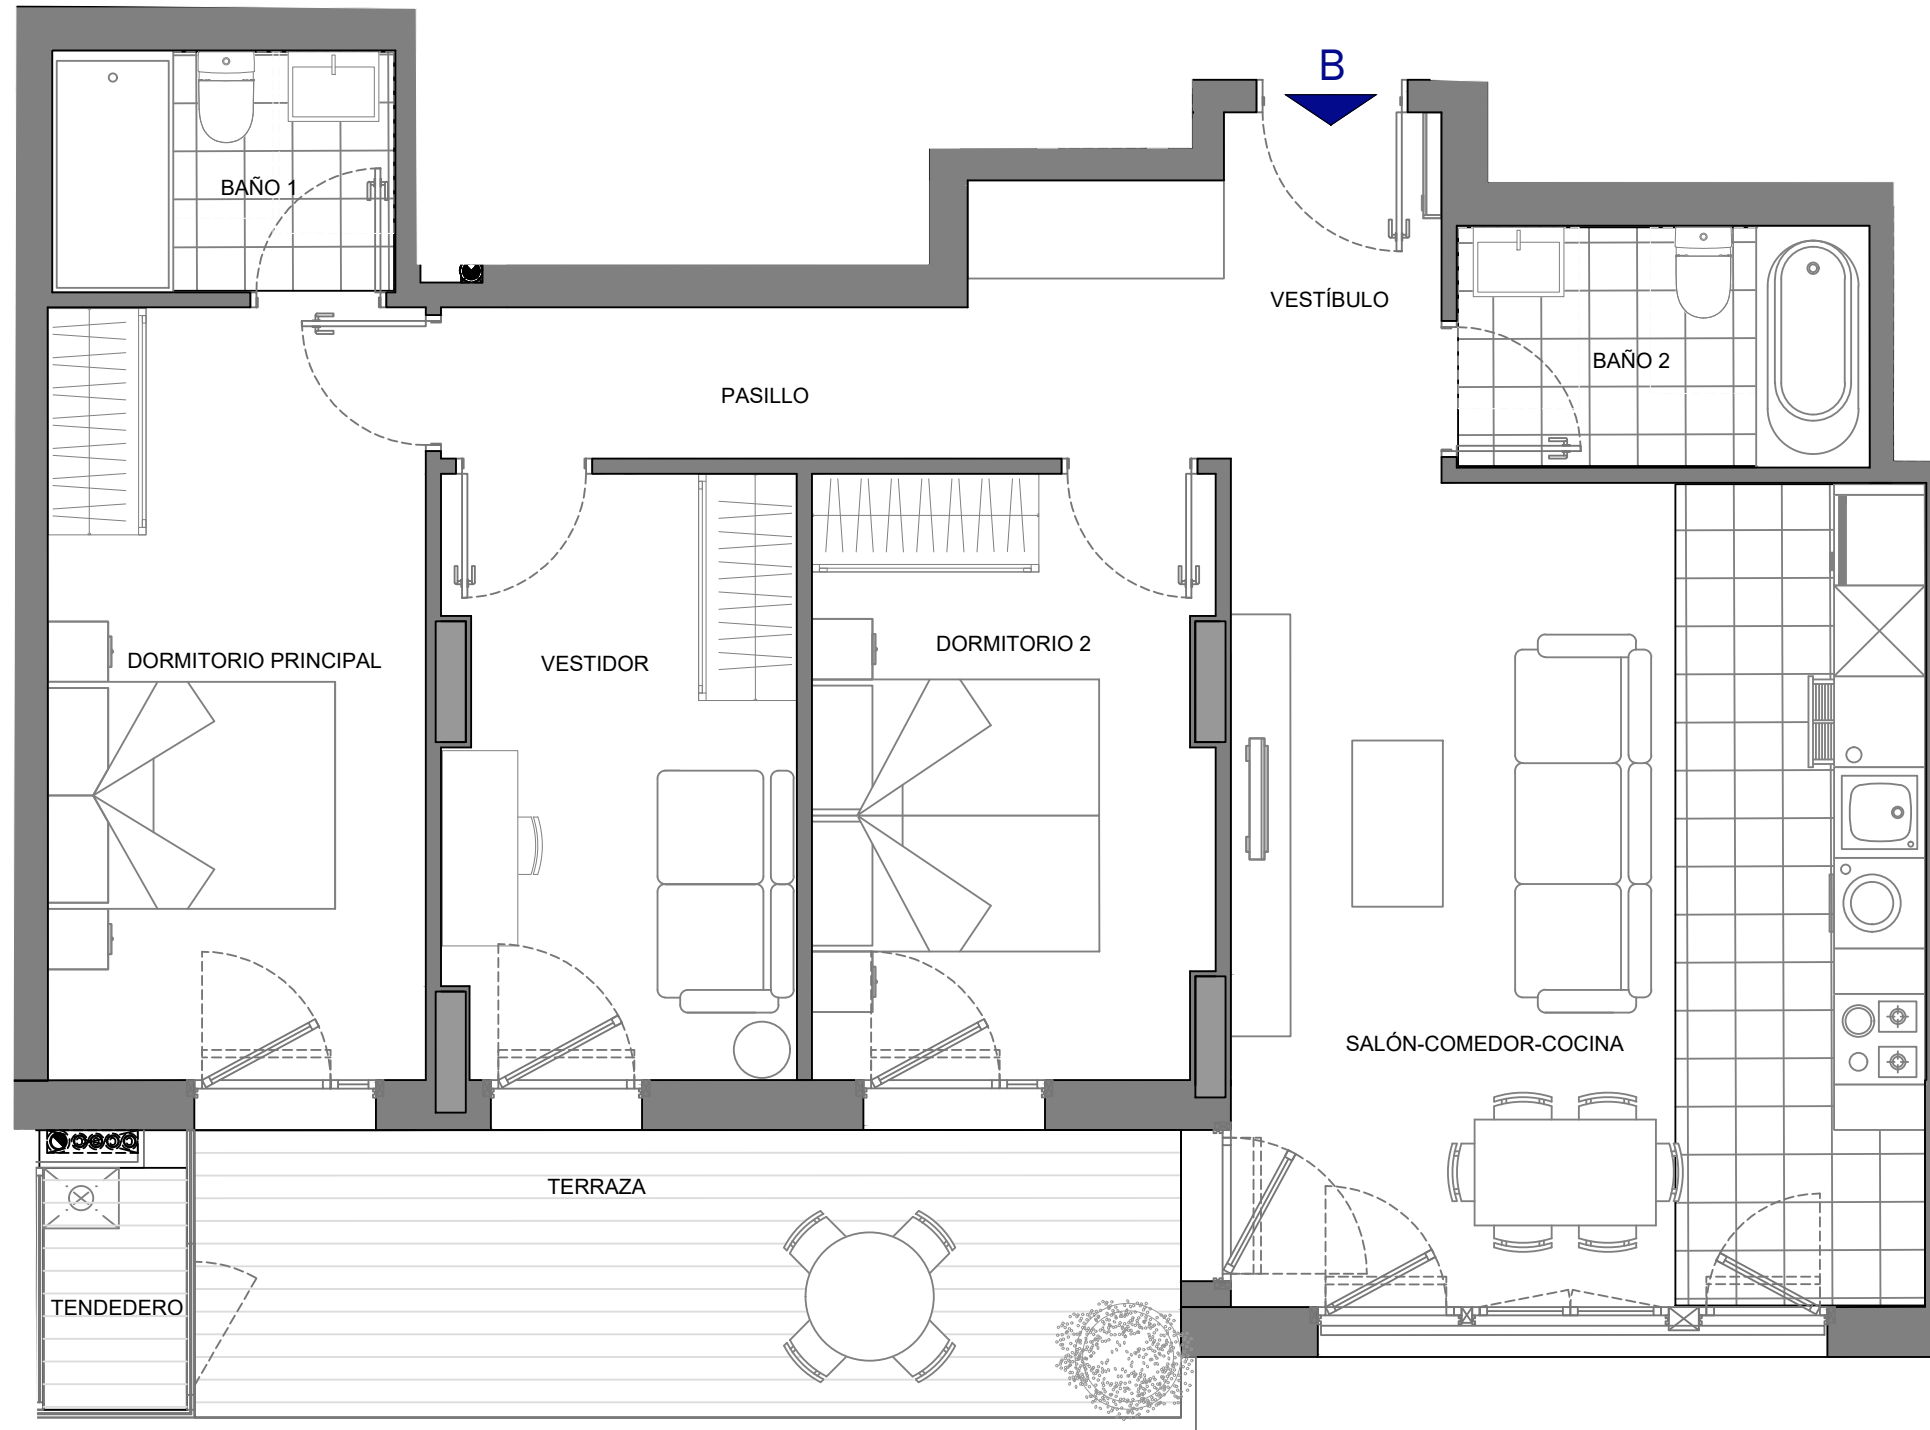 B
BAÑO 1
VESTÍBULO
BAÑO 2
PASILLO
DORMITORIO PRINCIPAL
VESTIDOR
DORMITORIO 2
SALÓN-COMEDOR-COCINA
TERRAZA
TENDEDERO